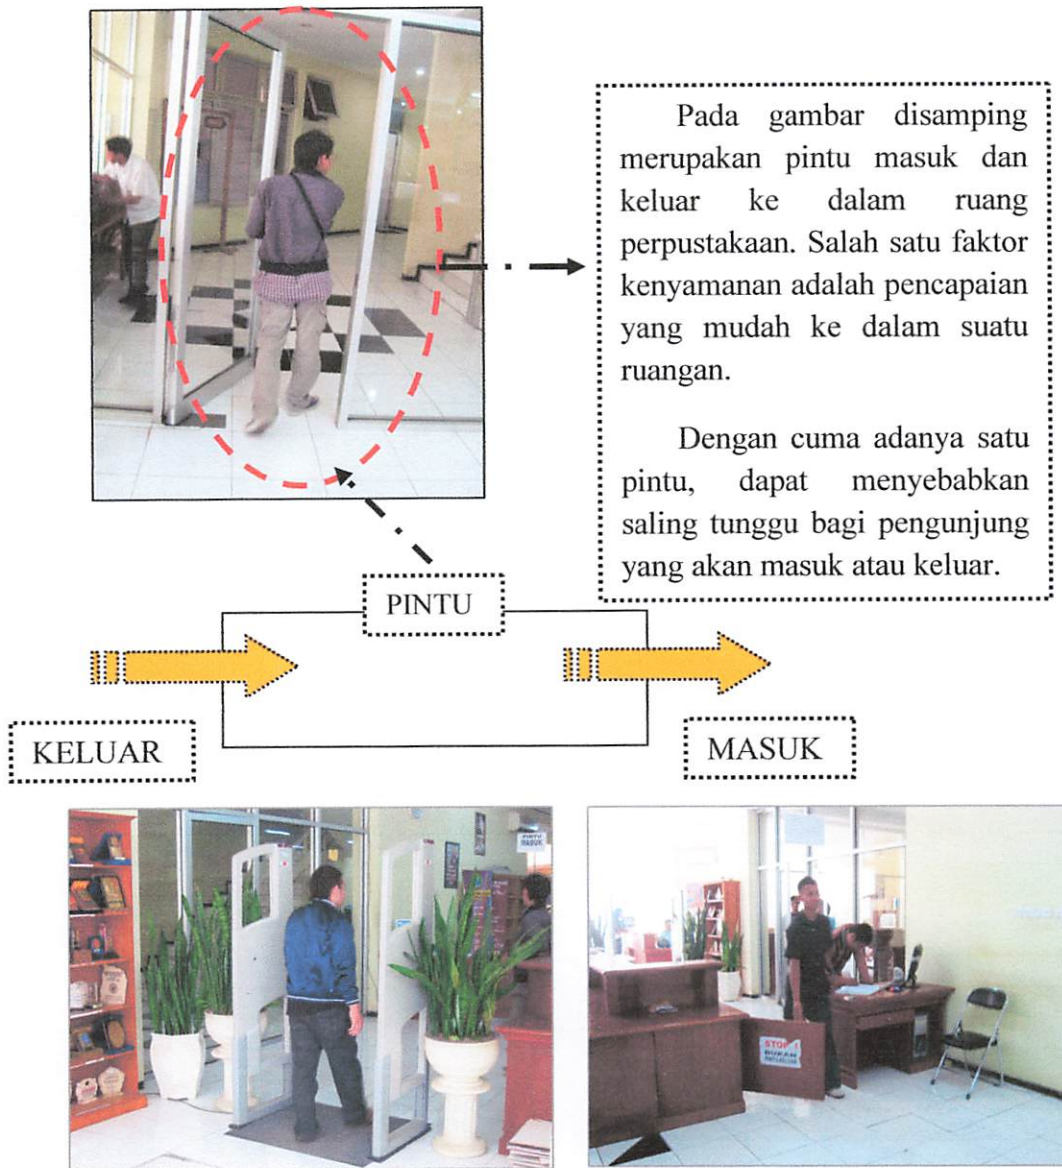 Pada gambar disamping
merupakan pintu masuk dan
keluar ke dalam ruang
perpustakaan. Salah satu faktor
kenyamanan adalah pencapaian
yang mudah ke dalam suatu
ruangan.
Dengan cuma adanya satu
pintu, dapat menyebabkan
saling tunggu bagi pengunjung
yang akan masuk atau keluar.
PINTU
KELUAR
MASUK
PINTU
MASUK
STOP !
BUKAN